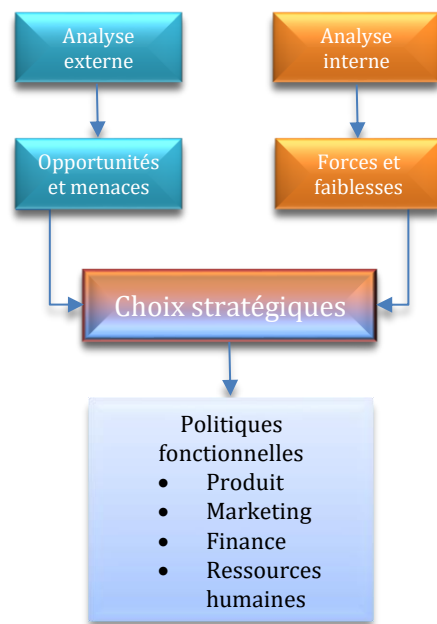 Analyse
externe
Analyse
interne
Opportunités
et menaces
Forces et
faiblesses
Choix stratégiques
Politiques
fonctionnelles
• Produit
• Marketing
• Finance
• Ressources
humaines